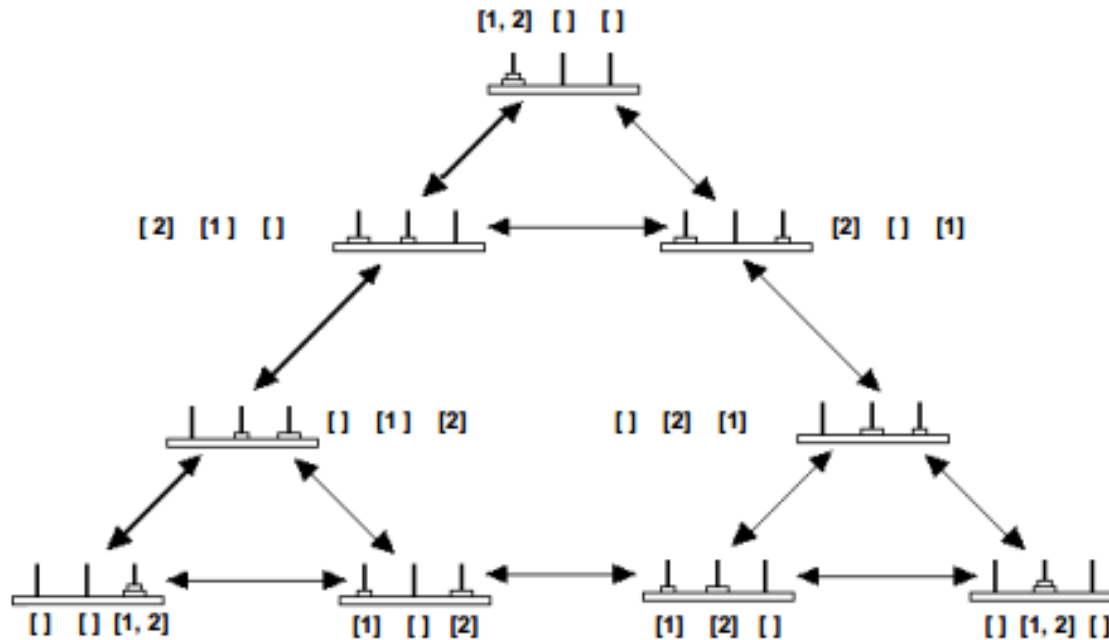 [1, 2] [ ] [ ]
[ 2] [1 ] [ ] [2] [ ] [1]
[ ] [1 ] [2] [ ] [2] [1]
[ ] [ ] [1, 2] [1] [ ] [2] [1] [2] [ ] [ ] [1, 2] [ ]